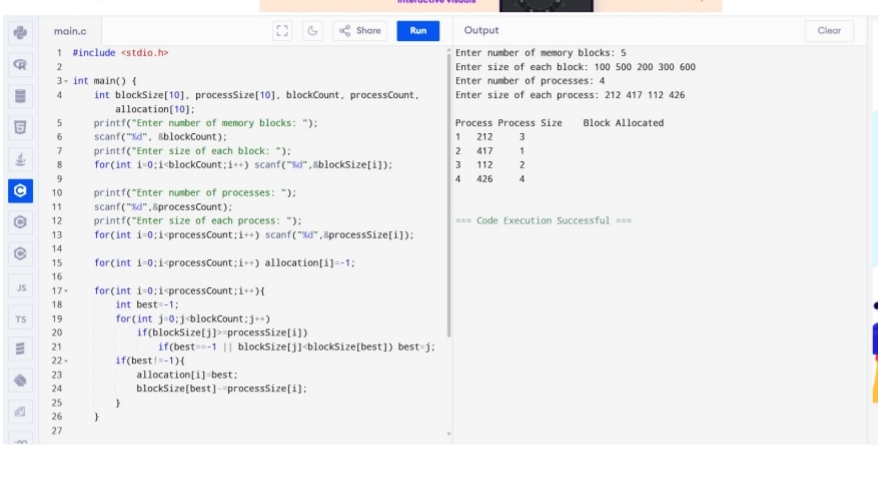 interactive visuals
main.c
Share
Run
Output
Clear
1 #include <stdio.h>
2
3 int main() {
4 int blockSize[10], processSize[10], blockCount, processCount,
allocation[10];
5 printf("Enter number of memory blocks: ");
6 scanf("%d", &blockCount);
7 printf("Enter size of each block: ");
8 for(int i=0;i<blockCount;i++) scanf("%d",&blockSize[i]);
9
10 printf("Enter number of processes: ");
11 scanf("%d",&processCount);
12 printf("Enter size of each process: ");
13 for(int i=0;i<processCount;i++) scanf("%d",&processSize[i]);
14
15 for(int i=0;i<processCount;i++) allocation[i]=-1;
16
17 for(int i=0;i<processCount;i++){
18 int best=-1;
19 for(int j=0;j<blockCount;j++)
20 if(blockSize[j]>=processSize[i])
21 if(best==-1 || blockSize[j]<blockSize[best]) best=j;
22 if(best!=-1){
23 allocation[i]=best;
24 blockSize[best]-=processSize[i];
25 }
26 }
27
Enter number of memory blocks: 5
Enter size of each block: 100 500 200 300 600
Enter number of processes: 4
Enter size of each process: 212 417 112 426
Process Process Size Block Allocated
1 212 3
2 417 1
3 112 2
4 426 4
=== Code Execution Successful ===
JS
TS